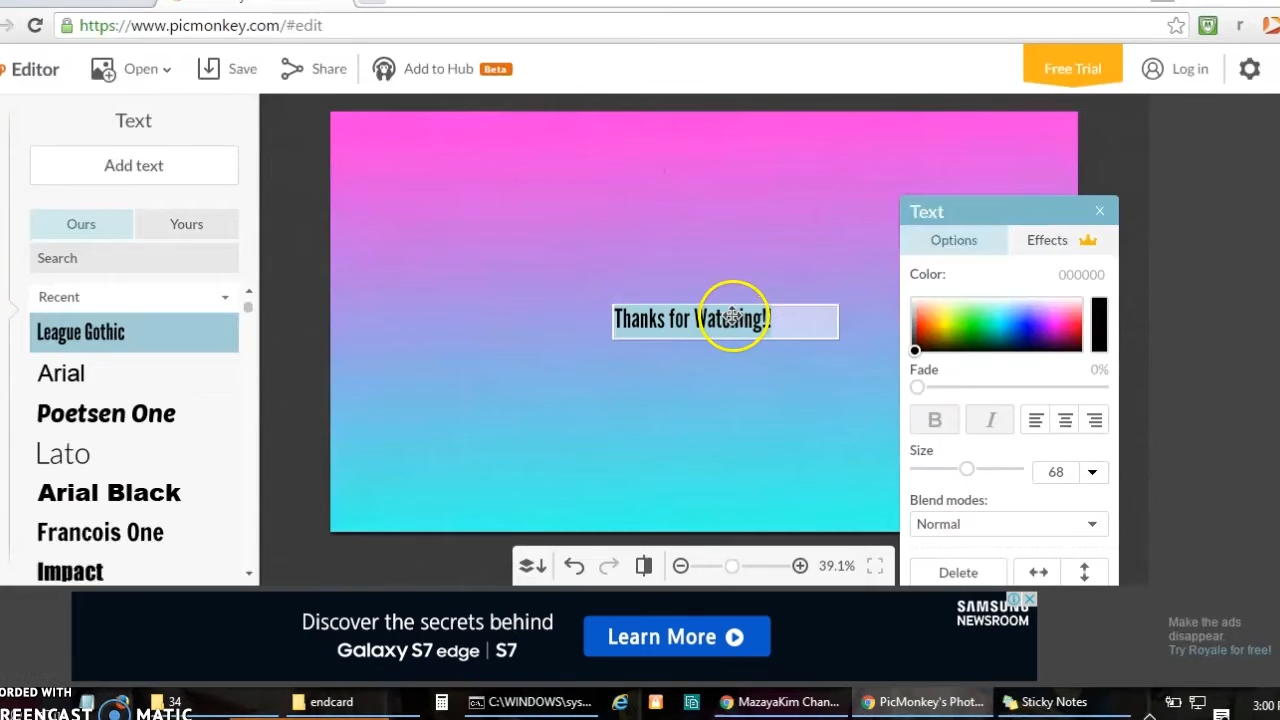 https://www.picmonkey.com/#edit
Editor
Open
Save
Share
Add to Hub Beta
Free Trial
Log in
Text
Add text
Ours
Yours
Search
Recent
League Gothic
Arial
Poetsen One
Lato
Arial Black
Francois One
Impact
Thanks for Watching!!
Text
Options
Effects
Color:
000000
Fade
0%
B
I
Size
68
Blend modes:
Normal
Delete
39.1%
Discover the secrets behind
Galaxy S7 edge | S7
Learn More
SAMSUNG
NEWSROOM
Make the ads
disappear.
Try Royale for free!
ORDED WITH
REENCAST MATIC
34
endcard
C:\WINDOWS\sys...
MazayaKim Chan...
PicMonkey's Phot...
Sticky Notes
3:00